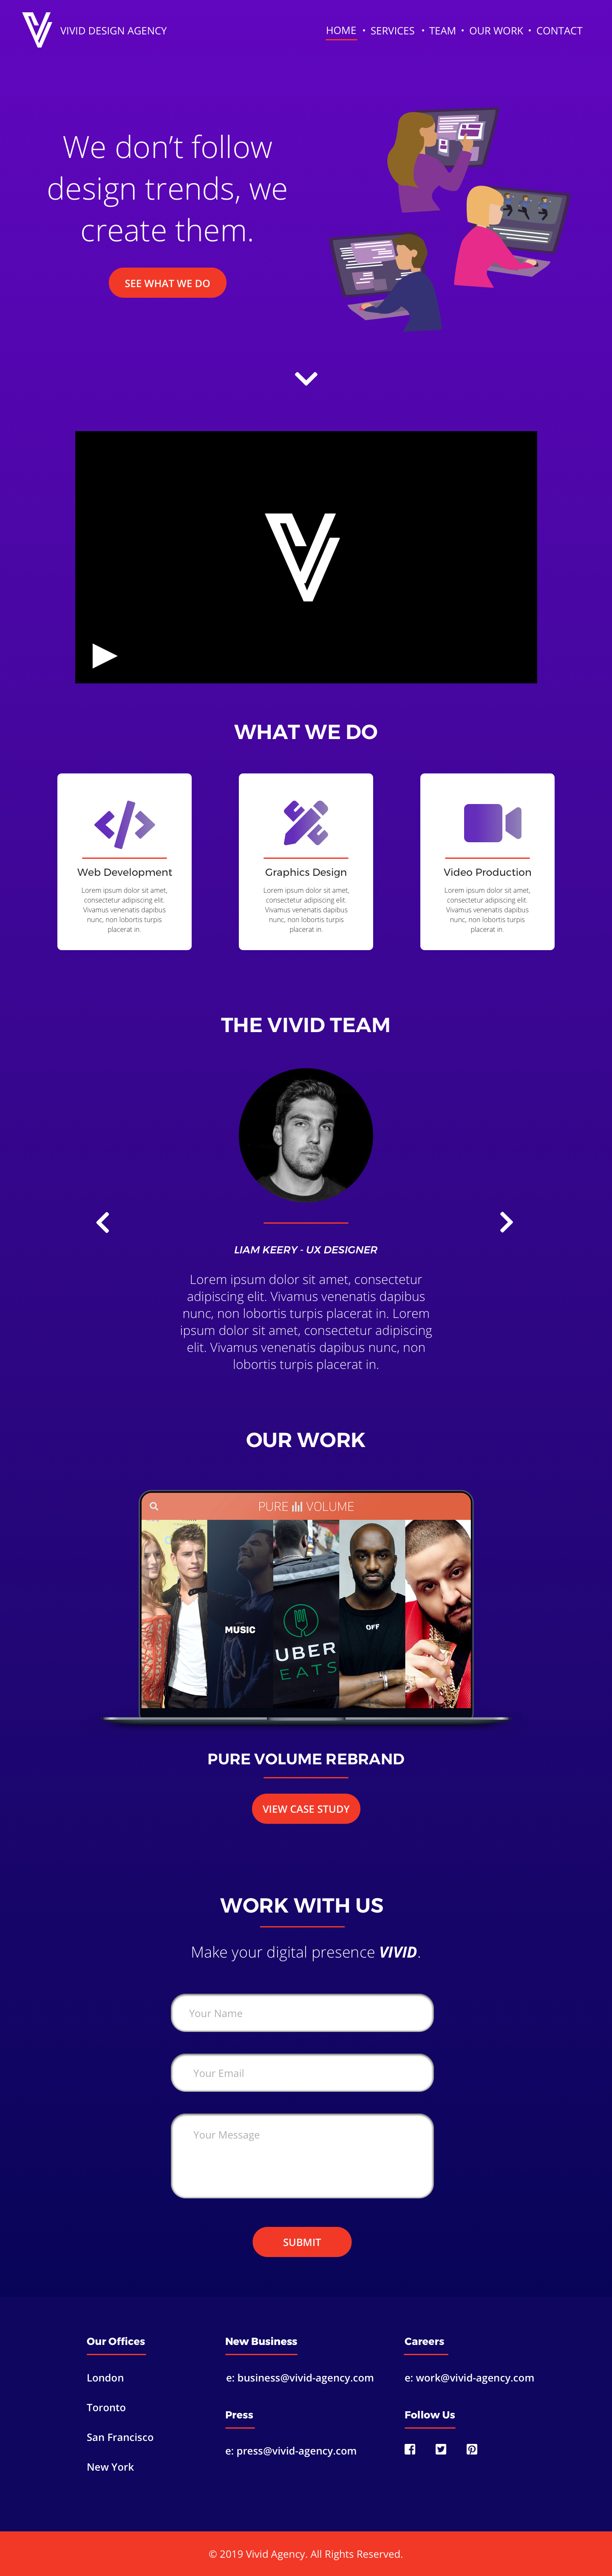 VIVID DESIGN AGENCY
HOME • SERVICES • TEAM • OUR WORK • CONTACT
We don’t follow
design trends, we
create them.
SEE WHAT WE DO
WHAT WE DO
Web Development
Lorem ipsum dolor sit amet,
consectetur adipiscing elit.
Vivamus venenatis dapibus
nunc, non lobortis turpis
placerat in.
Graphics Design
Lorem ipsum dolor sit amet,
consectetur adipiscing elit.
Vivamus venenatis dapibus
nunc, non lobortis turpis
placerat in.
Video Production
Lorem ipsum dolor sit amet,
consectetur adipiscing elit.
Vivamus venenatis dapibus
nunc, non lobortis turpis
placerat in.
THE VIVID TEAM
LIAM KEERY - UX DESIGNER
Lorem ipsum dolor sit amet, consectetur
adipiscing elit. Vivamus venenatis dapibus
nunc, non lobortis turpis placerat in. Lorem
ipsum dolor sit amet, consectetur adipiscing
elit. Vivamus venenatis dapibus nunc, non
lobortis turpis placerat in.
OUR WORK
PURE VOLUME
MUSIC
UBER
EATS
OFF
PURE VOLUME REBRAND
VIEW CASE STUDY
WORK WITH US
Make your digital presence VIVID.
Your Name
Your Email
Your Message
SUBMIT
Our Offices
London
Toronto
San Francisco
New York
New Business
e: business@vivid-agency.com
Press
e: press@vivid-agency.com
Careers
e: work@vivid-agency.com
Follow Us
© 2019 Vivid Agency. All Rights Reserved.